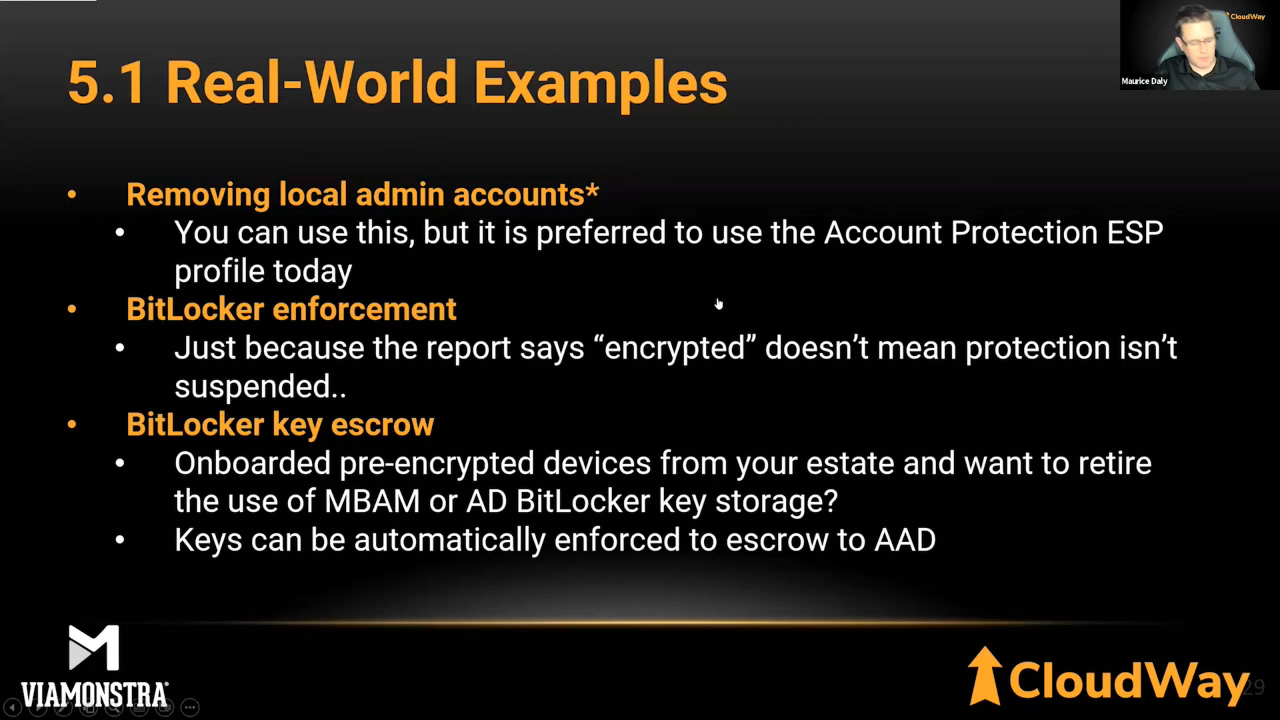 CloudWay
Maurice Daly
5.1 Real-World Examples
• Removing local admin accounts*
• You can use this, but it is preferred to use the Account Protection ESP
profile today
• BitLocker enforcement
• Just because the report says “encrypted” doesn’t mean protection isn’t
suspended..
• BitLocker key escrow
• Onboarded pre-encrypted devices from your estate and want to retire
the use of MBAM or AD BitLocker key storage?
• Keys can be automatically enforced to escrow to AAD
VIAMONSTRA
CloudWay
29